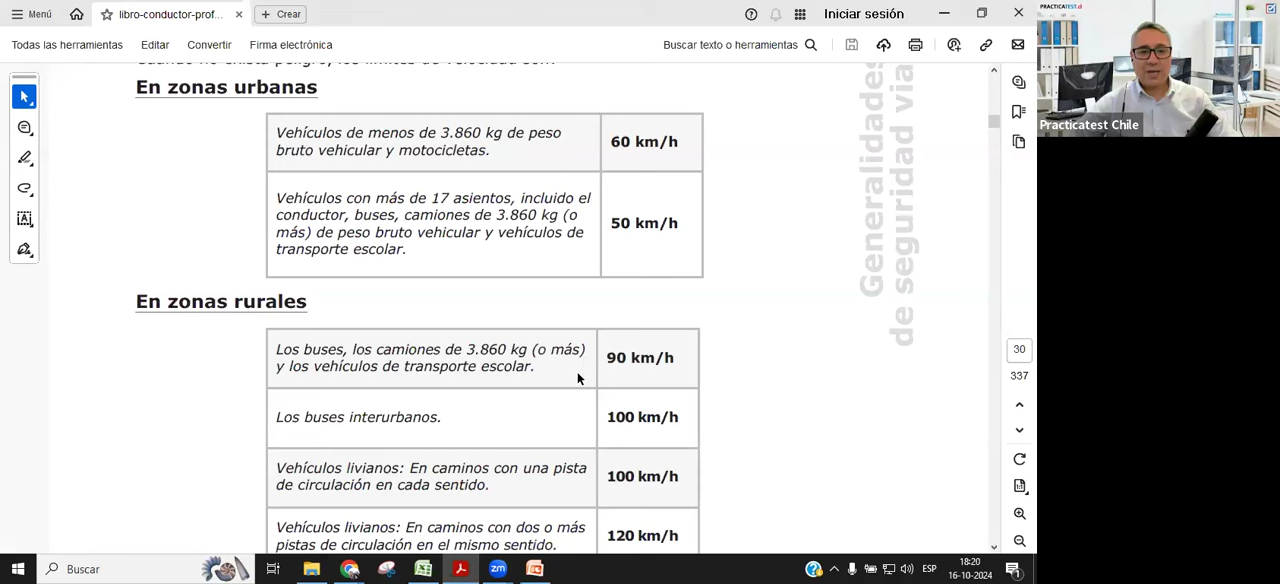 Menú
libro-conductor-prof...
Crear
Iniciar sesión
PRACTICATEST.cl
Todas las herramientas
Editar
Convertir
Firma electrónica
Buscar texto o herramientas
En zonas urbanas
Vehículos de menos de 3.860 kg de peso
bruto vehicular y motocicletas.
60 km/h
Vehículos con más de 17 asientos, incluido el
conductor, buses, camiones de 3.860 kg (o
más) de peso bruto vehicular y vehículos de
transporte escolar.
50 km/h
En zonas rurales
Los buses, los camiones de 3.860 kg (o más)
y los vehículos de transporte escolar.
90 km/h
Los buses interurbanos.
100 km/h
Vehículos livianos: En caminos con una pista
de circulación en cada sentido.
100 km/h
Vehículos livianos: En caminos con dos o más
pistas de circulación en el mismo sentido.
120 km/h
Generalidades
de seguridad vial
30
337
Practicatest Chile
Buscar
ESP
18:20
16-10-2024